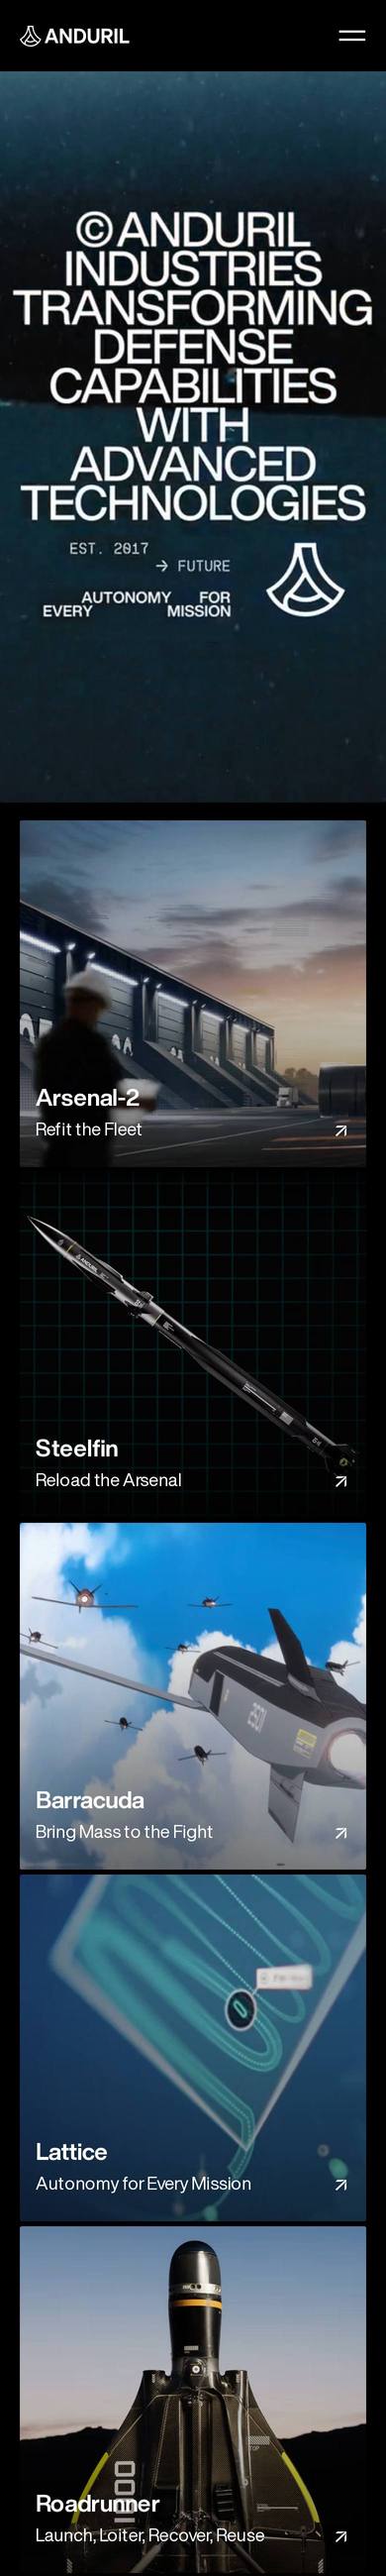 ANDURIL
© ANDURIL
INDUSTRIES
TRANSFORMING
DEFENSE
CAPABILITIES
WITH
ADVANCED
TECHNOLOGIES
EST. 2017
→ FUTURE
AUTONOMY FOR
EVERY MISSION
Arsenal-2
Refit the Fleet
ANDURIL
Steelfin
Reload the Arsenal
Barracuda
Bring Mass to the Fight
Lattice
Autonomy for Every Mission
Roadrunner
Launch, Loiter, Recover, Reuse